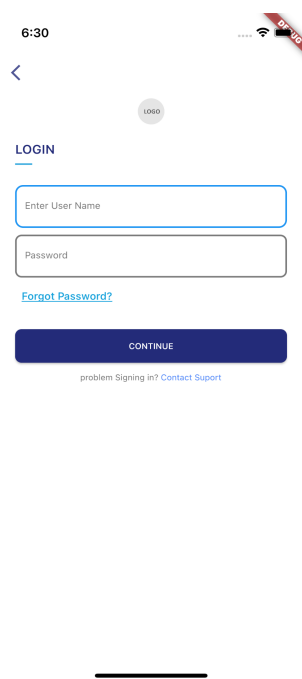 6:30
DEBUG
LOGO
LOGIN
Enter User Name
Password
Forgot Password?
CONTINUE
problem Signing in? Contact Suport